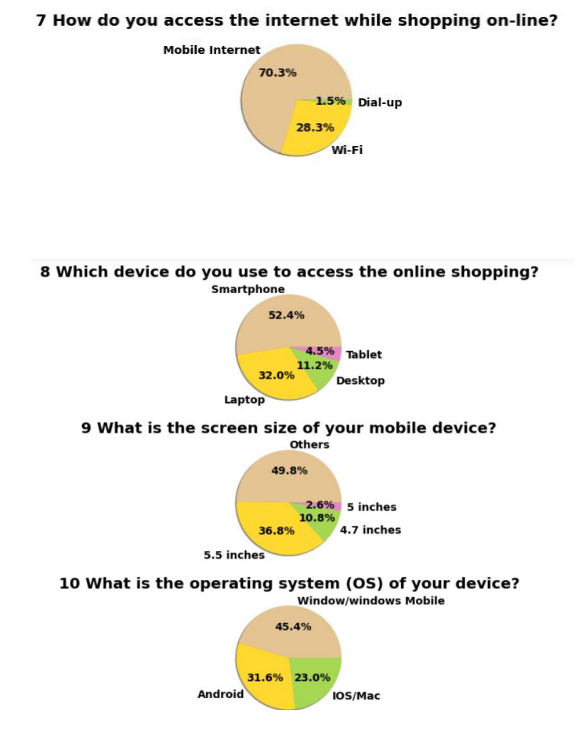 7 How do you access the internet while shopping on-line?
Mobile Internet
70.3%
1.5%
Dial-up
28.3%
Wi-Fi
8 Which device do you use to access the online shopping?
Smartphone
52.4%
4.5%
Tablet
11.2%
32.0%
Desktop
Laptop
9 What is the screen size of your mobile device?
Others
49.8%
2.6%
5 inches
10.8%
4.7 inches
36.8%
5.5 inches
10 What is the operating system (OS) of your device?
Window/windows Mobile
45.4%
31.6%
23.0%
Android
IOS/Mac